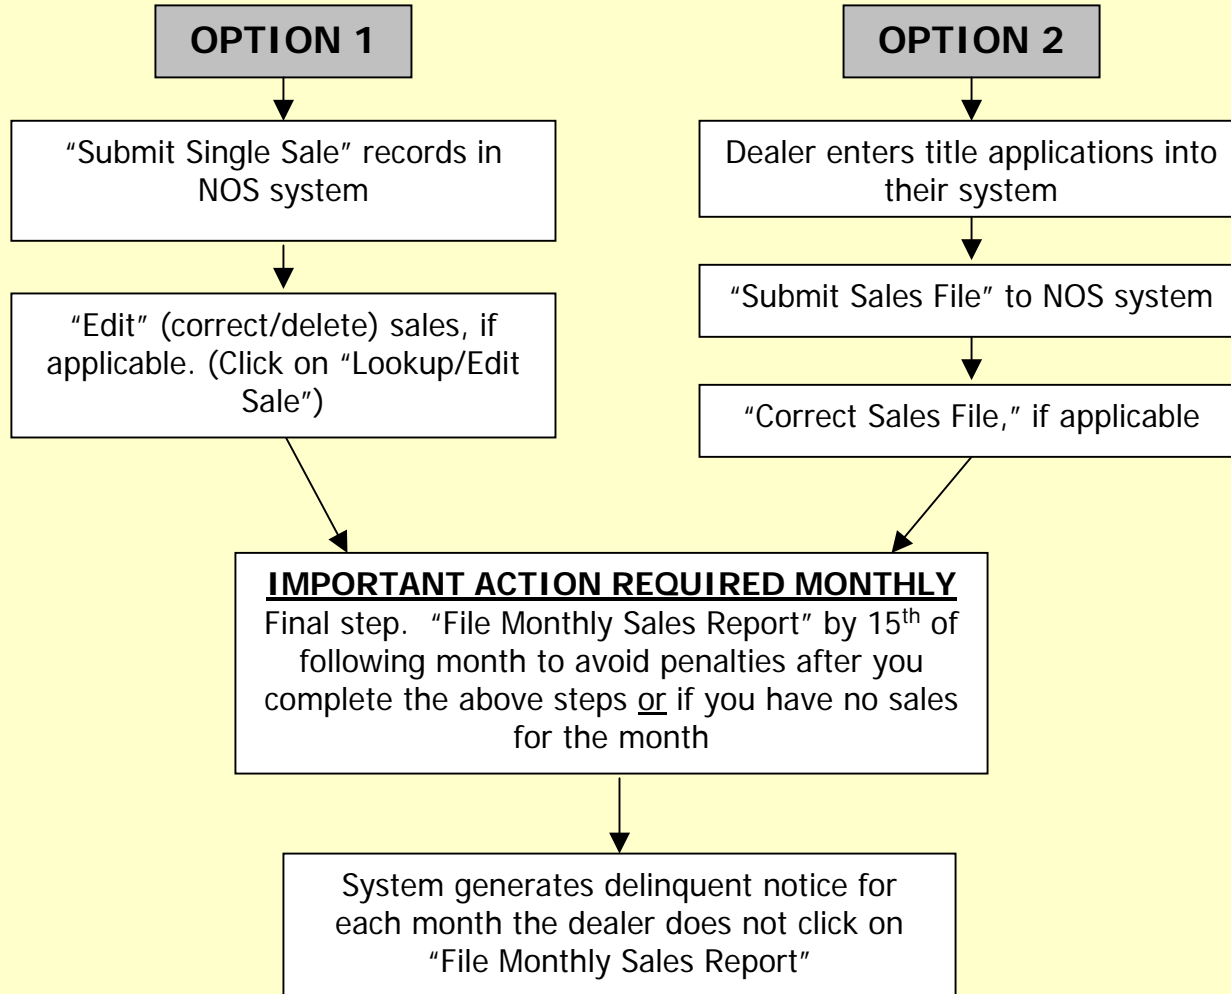 OPTION 1
"Submit Single Sale" records in
NOS system
"Edit" (correct/delete) sales, if
applicable. (Click on "Lookup/Edit
Sale")
OPTION 2
Dealer enters title applications into
their system
"Submit Sales File" to NOS system
"Correct Sales File," if applicable
IMPORTANT ACTION REQUIRED MONTHLY
Final step. "File Monthly Sales Report" by 15th of
following month to avoid penalties after you
complete the above steps or if you have no sales
for the month
System generates delinquent notice for
each month the dealer does not click on
"File Monthly Sales Report"